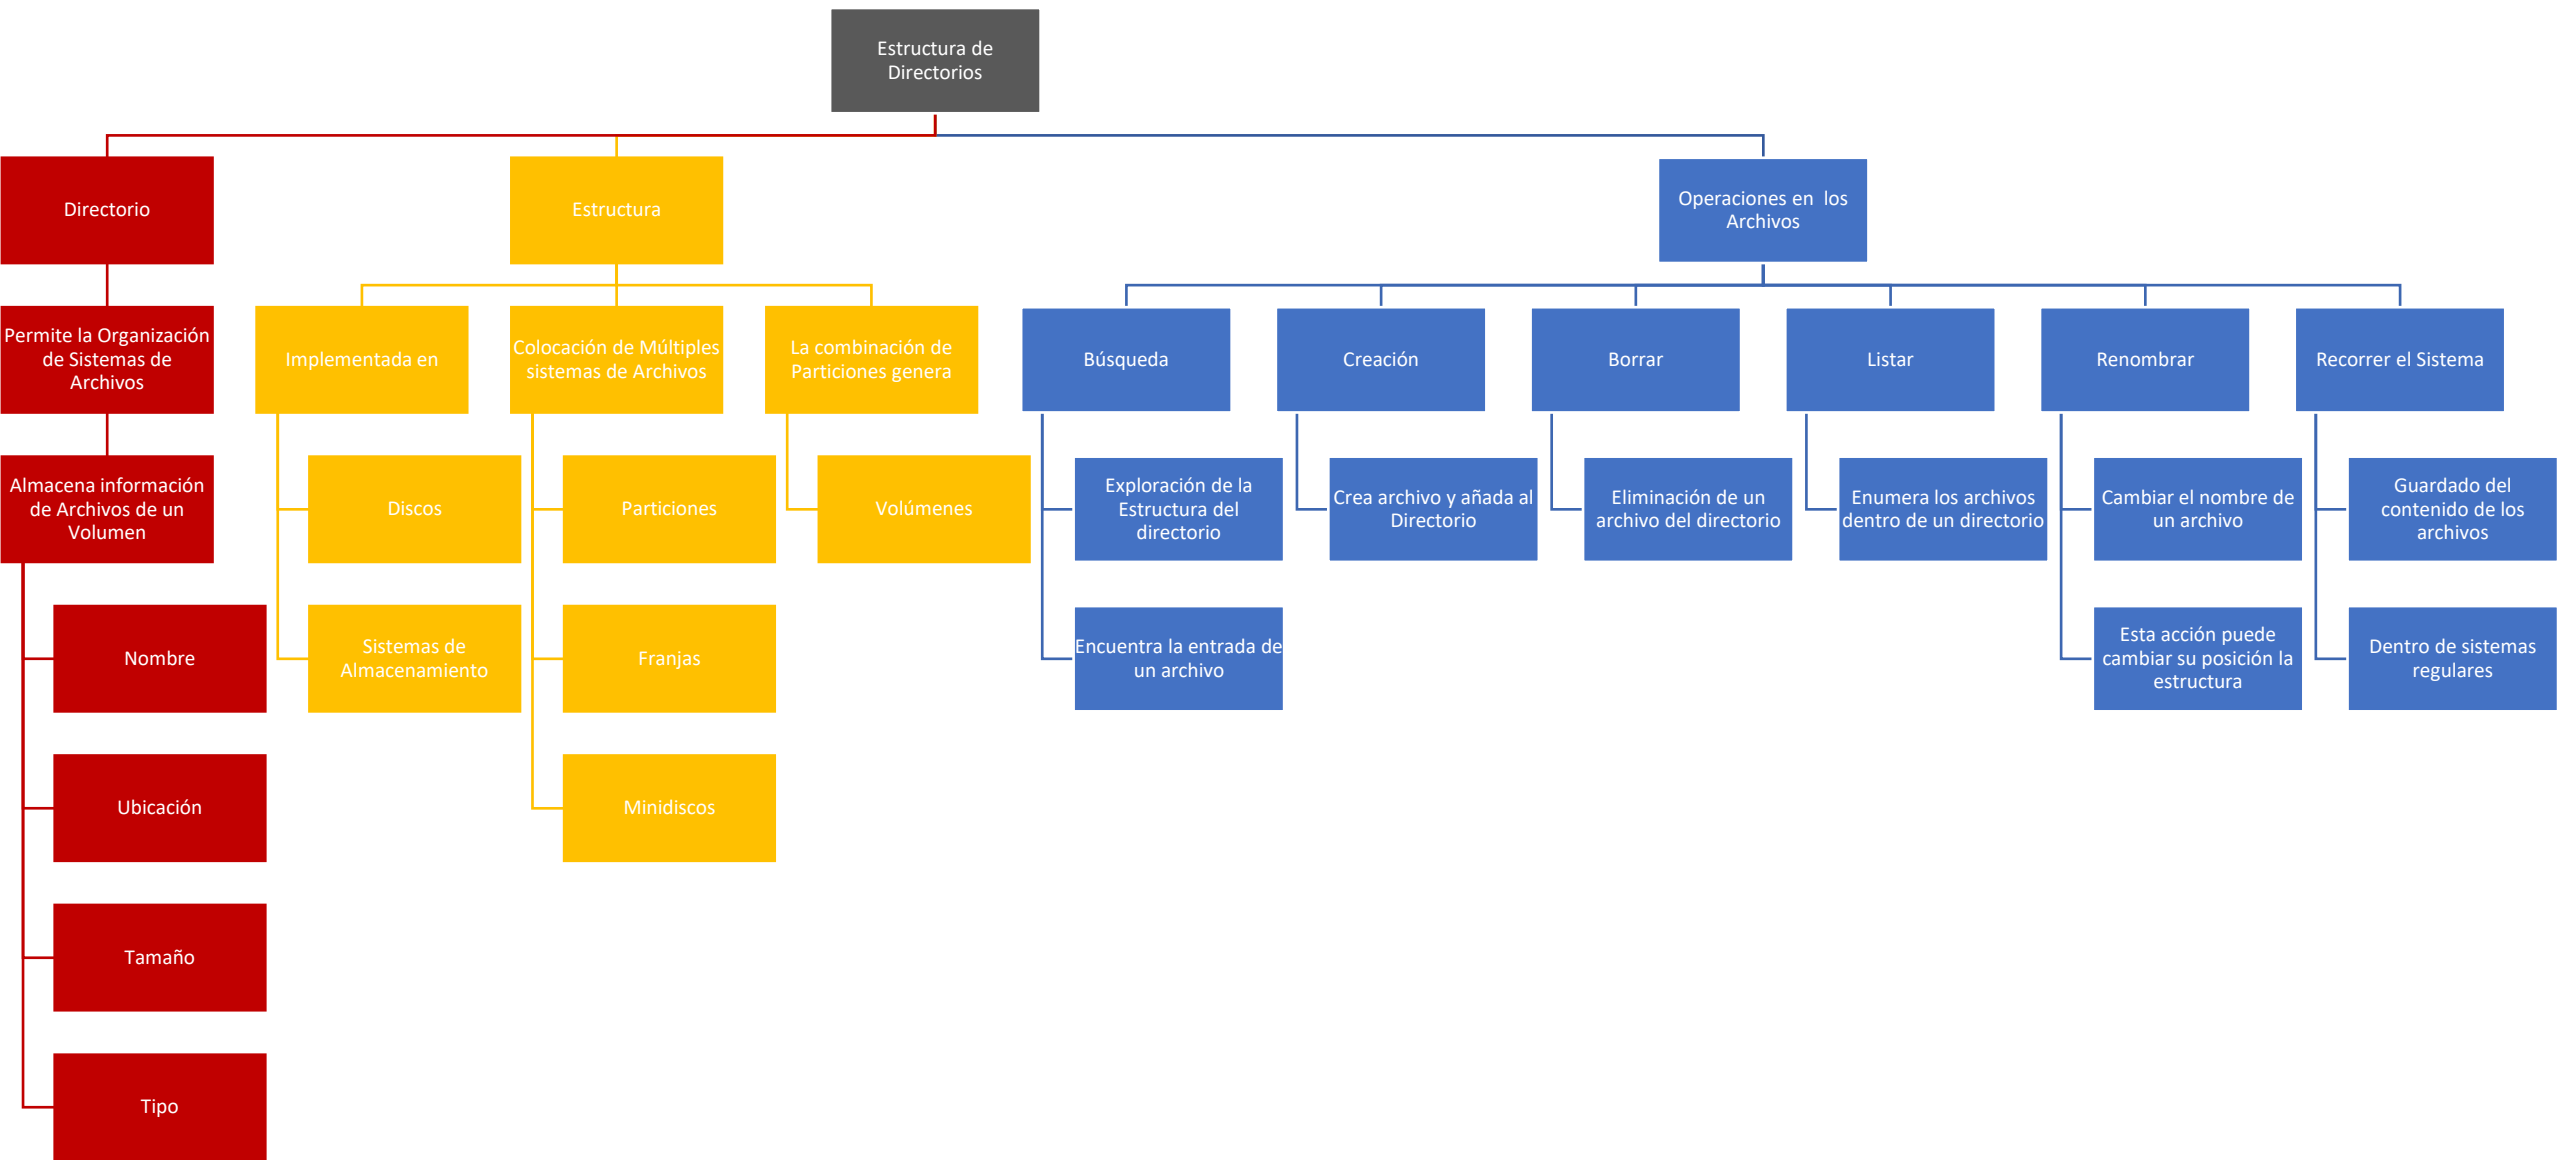 Estructura de
Directorios
Directorio
Estructura
Operaciones en  los
Archivos
Permite la Organización
de Sistemas de
Archivos
Implementada en
Colocación de Múltiples
sistemas de Archivos
La combinación de
Particiones genera
Búsqueda
Creación
Borrar
Listar
Renombrar
Recorrer el Sistema
Almacena información
de Archivos de un
Volumen
Discos
Particiones
Volúmenes
Exploración de la
Estructura del
directorio
Crea archivo y añada al
Directorio
Eliminación de un
archivo del directorio
Enumera los archivos
dentro de un directorio
Cambiar el nombre de
un archivo
Guardado del
contenido de los
archivos
Nombre
Sistemas de
Almacenamiento
Franjas
Encuentra la entrada de
un archivo
Esta acción puede
cambiar su posición la
estructura
Dentro de sistemas
regulares
Ubicación
Minidiscos
Tamaño
Tipo